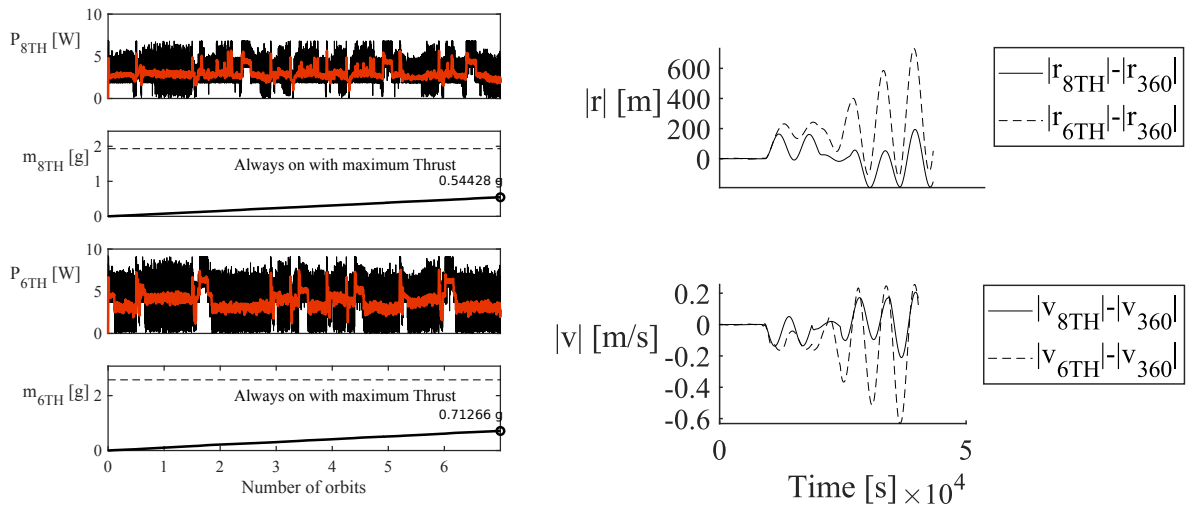 10
P8TH [W]
5
0
2
m8TH [g]
Always on with maximum Thrust
1
0.54428 g
0
10
P6TH [W]
5
0
m6TH [g]
2
Always on with maximum Thrust
0.71266 g
0
0 1 2 3 4 5 6
Number of orbits
600
|r| [m]
400
200
0
|r8TH|-|r360|
|r6TH|-|r360|
0.2
0
|v| [m/s]
-0.2
-0.4
-0.6
0 5
Time [s] ×10^4
|v8TH|-|v360|
|v6TH|-|v360|